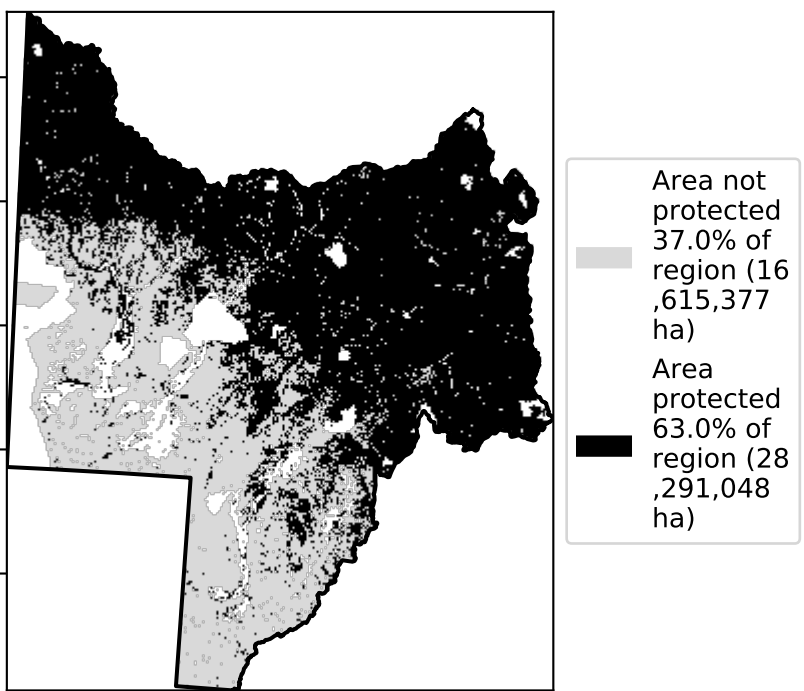 Area not
protected
37.0% of
region (16
,615,377
ha)
Area
protected
63.0% of
region (28
,291,048
ha)